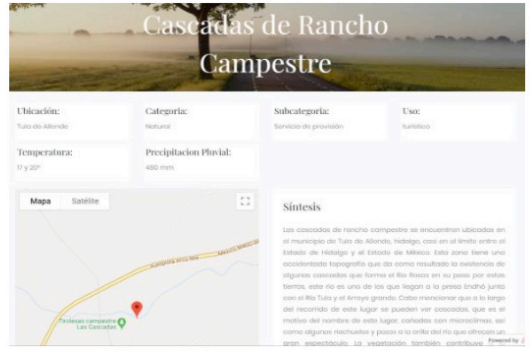 Cascadas de Rancho
Campestre
Ubicación:
Tula de Allende
Categoría:
Natural
Subcategoría:
Servicio de provisión
Uso:
turístico
Temperatura:
17 y 20°
Precipitacion Pluvial:
480 mm
Mapa
Satélite
Síntesis
Las cascadas de rancho campestre se encuentran ubicadas en
el municipio de Tula de Allende, hidalgo, casi en el límite entre el
Estado de Hidalgo y el Estado de México. Esta zona tiene una
accidentada topografía que da como resultado la existencia de
algunas cascadas que forma el Río Rosas en su paso por estas
tierras, este río es uno de los que llegan a la presa Endhó junto
con el Río Tula y el Arroyo grande. Cabe mencionar que a lo largo
del recorrido de este lugar se pueden ver cascadas, que es el
motivo del nombre de este lugar, cañadas con microclimas, así
como algunos riachuelos y pasos a la orilla del río que ofrecen un
gran espectáculo. La vegetación también contribuye
campestre
Las Cascadas
Powered by